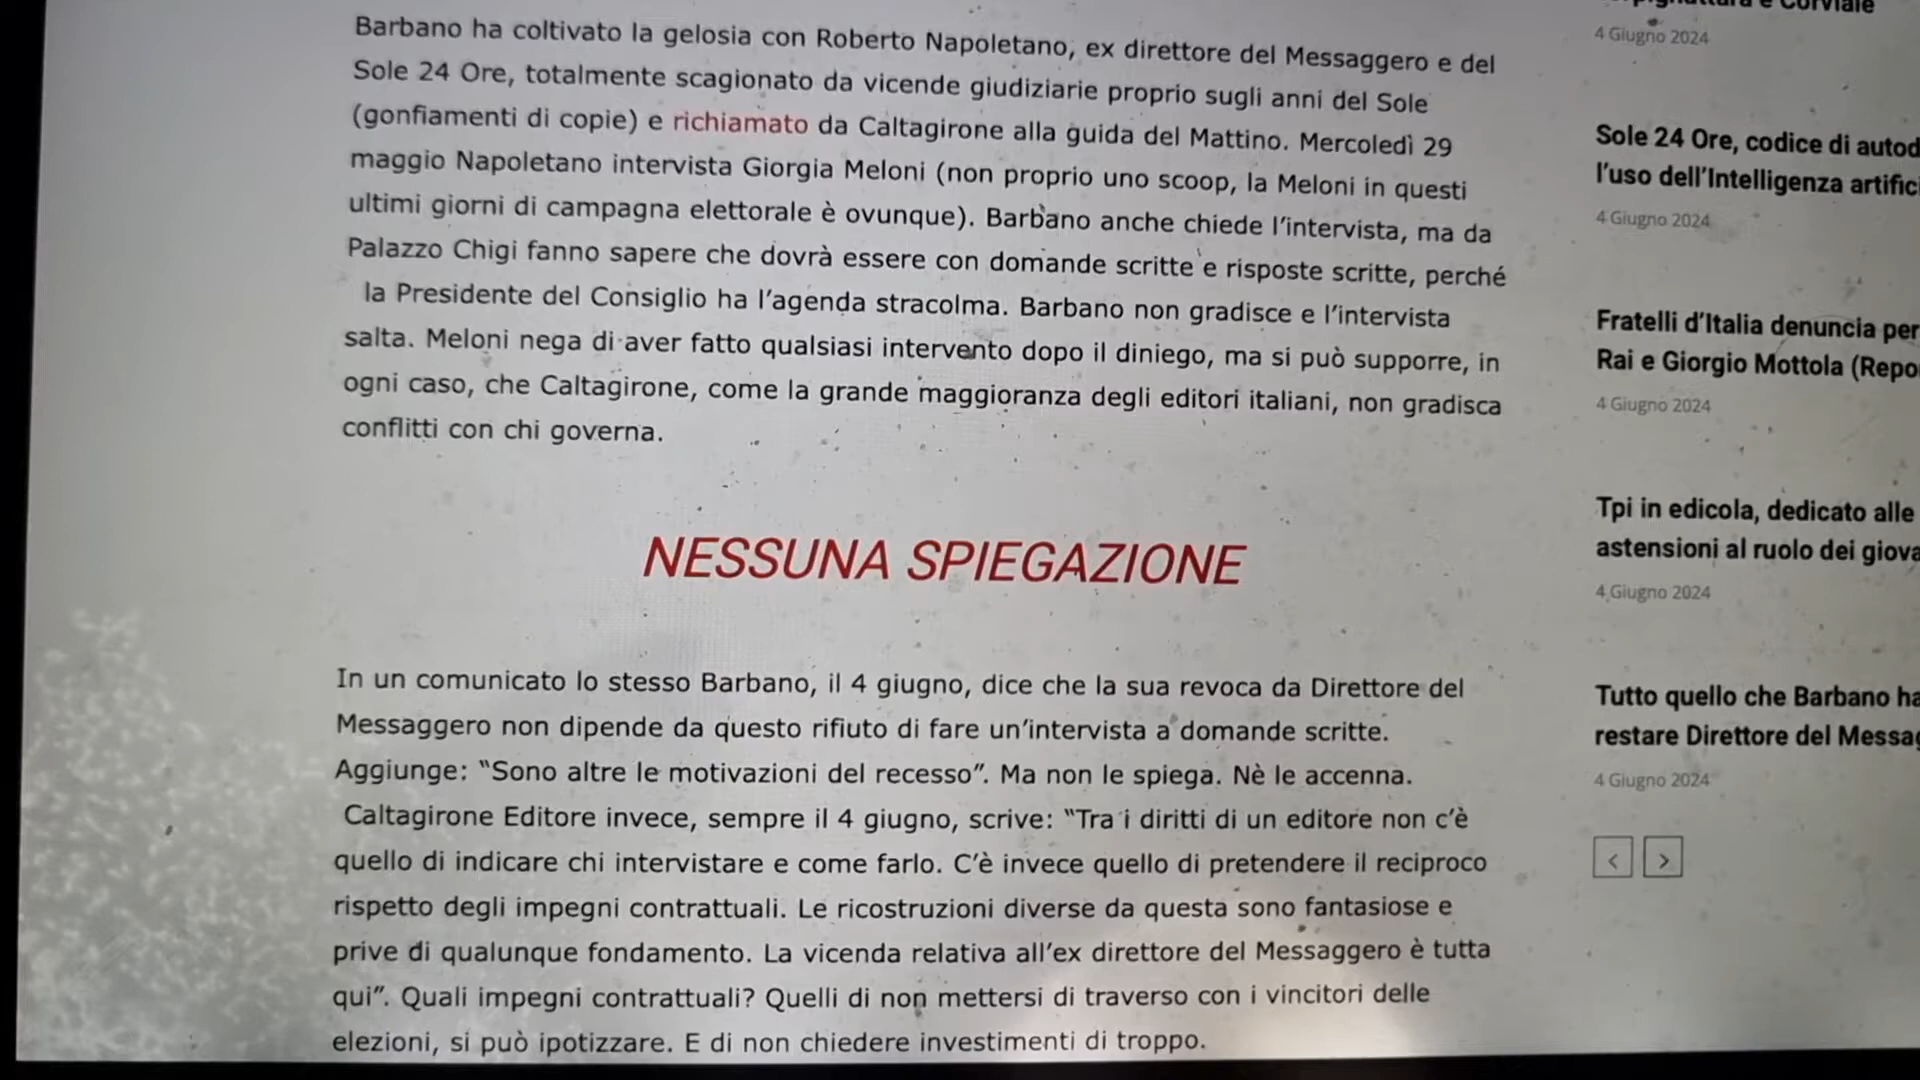 Barbano ha coltivato la gelosia con Roberto Napoletano, ex direttore del Messaggero e del
Sole 24 Ore, totalmente scagionato da vicende giudiziarie proprio sugli anni del Sole
(gonfiamenti di copie) e richiamato da Caltagirone alla guida del Mattino. Mercoledì 29
maggio Napoletano intervista Giorgia Meloni (non proprio uno scoop, la Meloni in questi
ultimi giorni di campagna elettorale è ovunque). Barbano anche chiede l'intervista, ma da
Palazzo Chigi fanno sapere che dovrà essere con domande scritte e risposte scritte, perché
la Presidente del Consiglio ha l'agenda stracolma. Barbano non gradisce e l'intervista
salta. Meloni nega di aver fatto qualsiasi intervento dopo il diniego, ma si può supporre, in
ogni caso, che Caltagirone, come la grande maggioranza degli editori italiani, non gradisca
conflitti con chi governa.
NESSUNA SPIEGAZIONE
In un comunicato lo stesso Barbano, il 4 giugno, dice che la sua revoca da Direttore del
Messaggero non dipende da questo rifiuto di fare un'intervista a domande scritte.
Aggiunge: "Sono altre le motivazioni del recesso". Ma non le spiega. Nè le accenna.
Caltagirone Editore invece, sempre il 4 giugno, scrive: "Tra i diritti di un editore non c'è
quello di indicare chi intervistare e come farlo. C'è invece quello di pretendere il reciproco
rispetto degli impegni contrattuali. Le ricostruzioni diverse da questa sono fantasiose e
prive di qualunque fondamento. La vicenda relativa all'ex direttore del Messaggero è tutta
qui". Quali impegni contrattuali? Quelli di non mettersi di traverso con i vincitori delle
elezioni, si può ipotizzare. E di non chiedere investimenti di troppo.
e Corviale
4 Giugno 2024
Sole 24 Ore, codice di autod
l'uso dell'Intelligenza artifici
4 Giugno 2024
Fratelli d'Italia denuncia per
Rai e Giorgio Mottola (Repo
4 Giugno 2024
Tpi in edicola, dedicato alle
astensioni al ruolo dei giova
4 Giugno 2024
Tutto quello che Barbano ha
restare Direttore del Messag
4 Giugno 2024